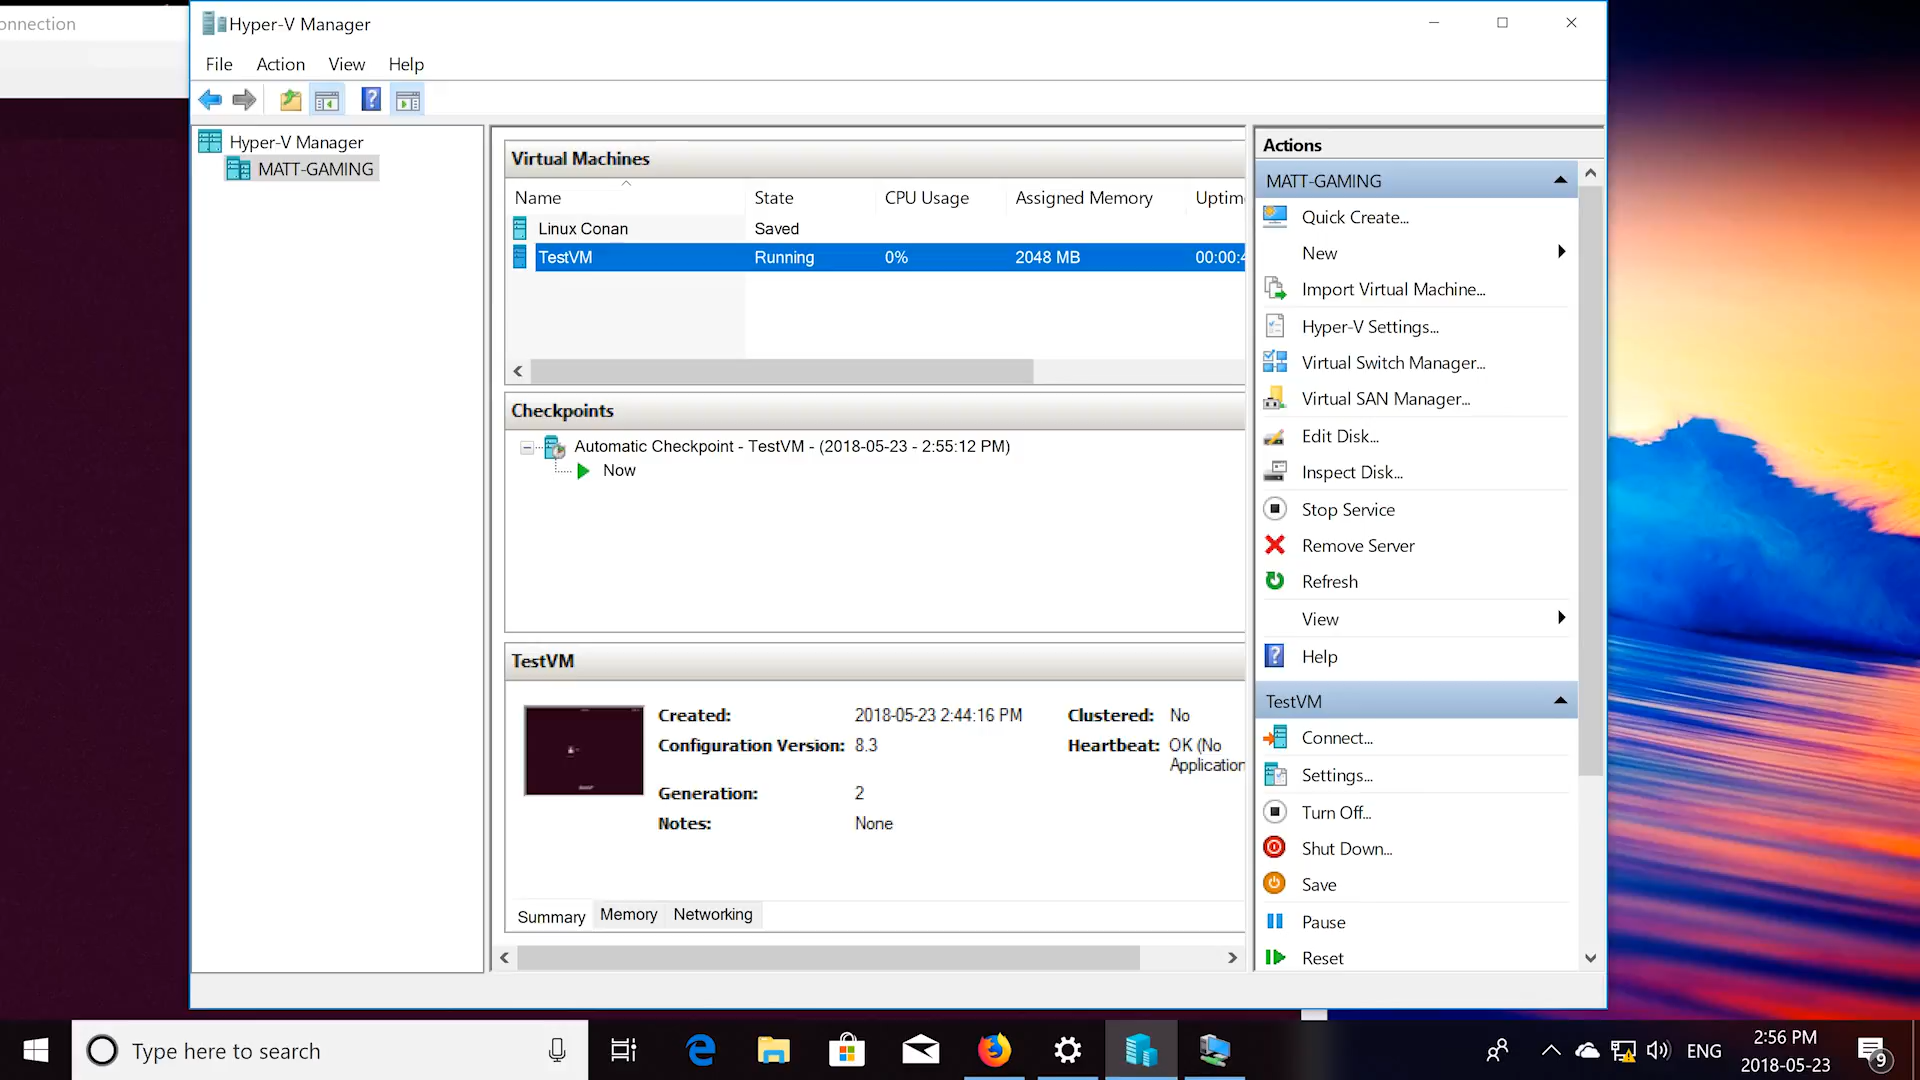 onnection
Hyper-V Manager
File Action View Help
Hyper-V Manager
MATT-GAMING
Virtual Machines
Name State CPU Usage Assigned Memory Uptim
Linux Conan Saved
TestVM Running 0% 2048 MB 00:00:4
Checkpoints
Automatic Checkpoint - TestVM - (2018-05-23 - 2:55:12 PM)
Now
TestVM
Created: 2018-05-23 2:44:16 PM Clustered: No
Configuration Version: 8.3 Heartbeat: OK (No
Application
Generation: 2
Notes: None
Summary Memory Networking
Actions
MATT-GAMING
Quick Create...
New
Import Virtual Machine...
Hyper-V Settings...
Virtual Switch Manager...
Virtual SAN Manager...
Edit Disk...
Inspect Disk...
Stop Service
Remove Server
Refresh
View
Help
TestVM
Connect...
Settings...
Turn Off...
Shut Down...
Save
Pause
Reset
Type here to search
ENG
2:56 PM
2018-05-23
9